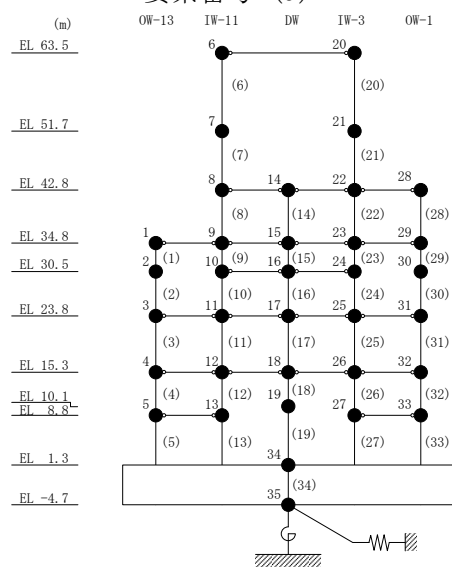 (m) OW-13 IW-11 DW IW-3 OW-1
EL 63.5 6 20
(6) (20)
EL 51.7 7 21
(7) (21)
EL 42.8 8 14 22 28
(8) (14) (22) (28)
EL 34.8 1 9 15 23 29
(1) (9) (15) (23) (29)
EL 30.5 2 10 16 24 30
(2) (10) (16) (24) (30)
EL 23.8 3 11 17 25 31
(3) (11) (17) (25) (31)
EL 15.3 4 12 18 26 32
(4) (12) (18) (26) (32)
EL 10.1 19
EL 8.8 5 13 27 33
(5) (13) (19) (27) (33)
EL 1.3 34
(34)
EL -4.7 35